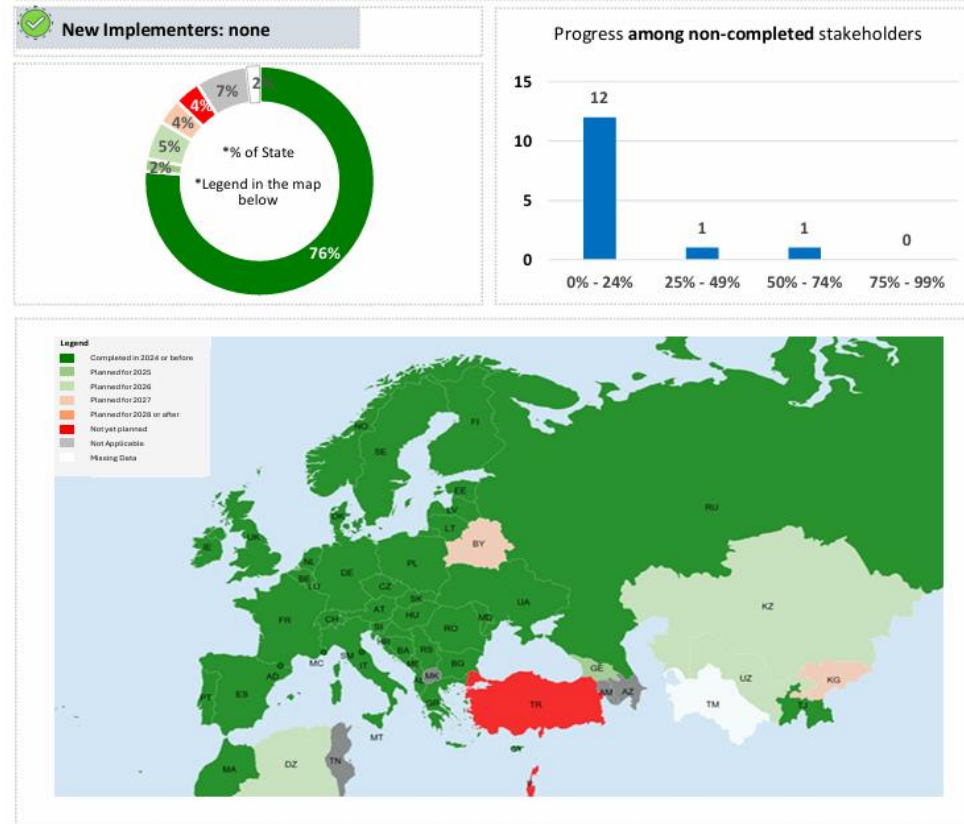 New Implementers: none
2%
7%
4%
4%
5%
2%
76%
*% of State
*Legend in the map
below
Progress among non-completed stakeholders
15
10
5
0
12
1
1
0
0% - 24%
25% - 49%
50% - 74%
75% - 99%
Legend
Completed in 2024 or before
Planned for 2025
Planned for 2026
Planned for 2027
Planned for 2028 or after
Not yet planned
Not Applicable
Missing Data
NO
FI
SE
EE
RU
LV
DK
LT
IE
UK
BY
NL
PL
DE
BE
LU
CZ
KZ
UA
SK
AT
FR
HU
CH
MD
RO
SI
HR
BA
RS
SM
MC
IT
ME
BG
GE
AD
MK
UZ
KG
AL
PT
ES
AM
AZ
TM
TJ
GR
TR
MT
CY
TN
DZ
MA